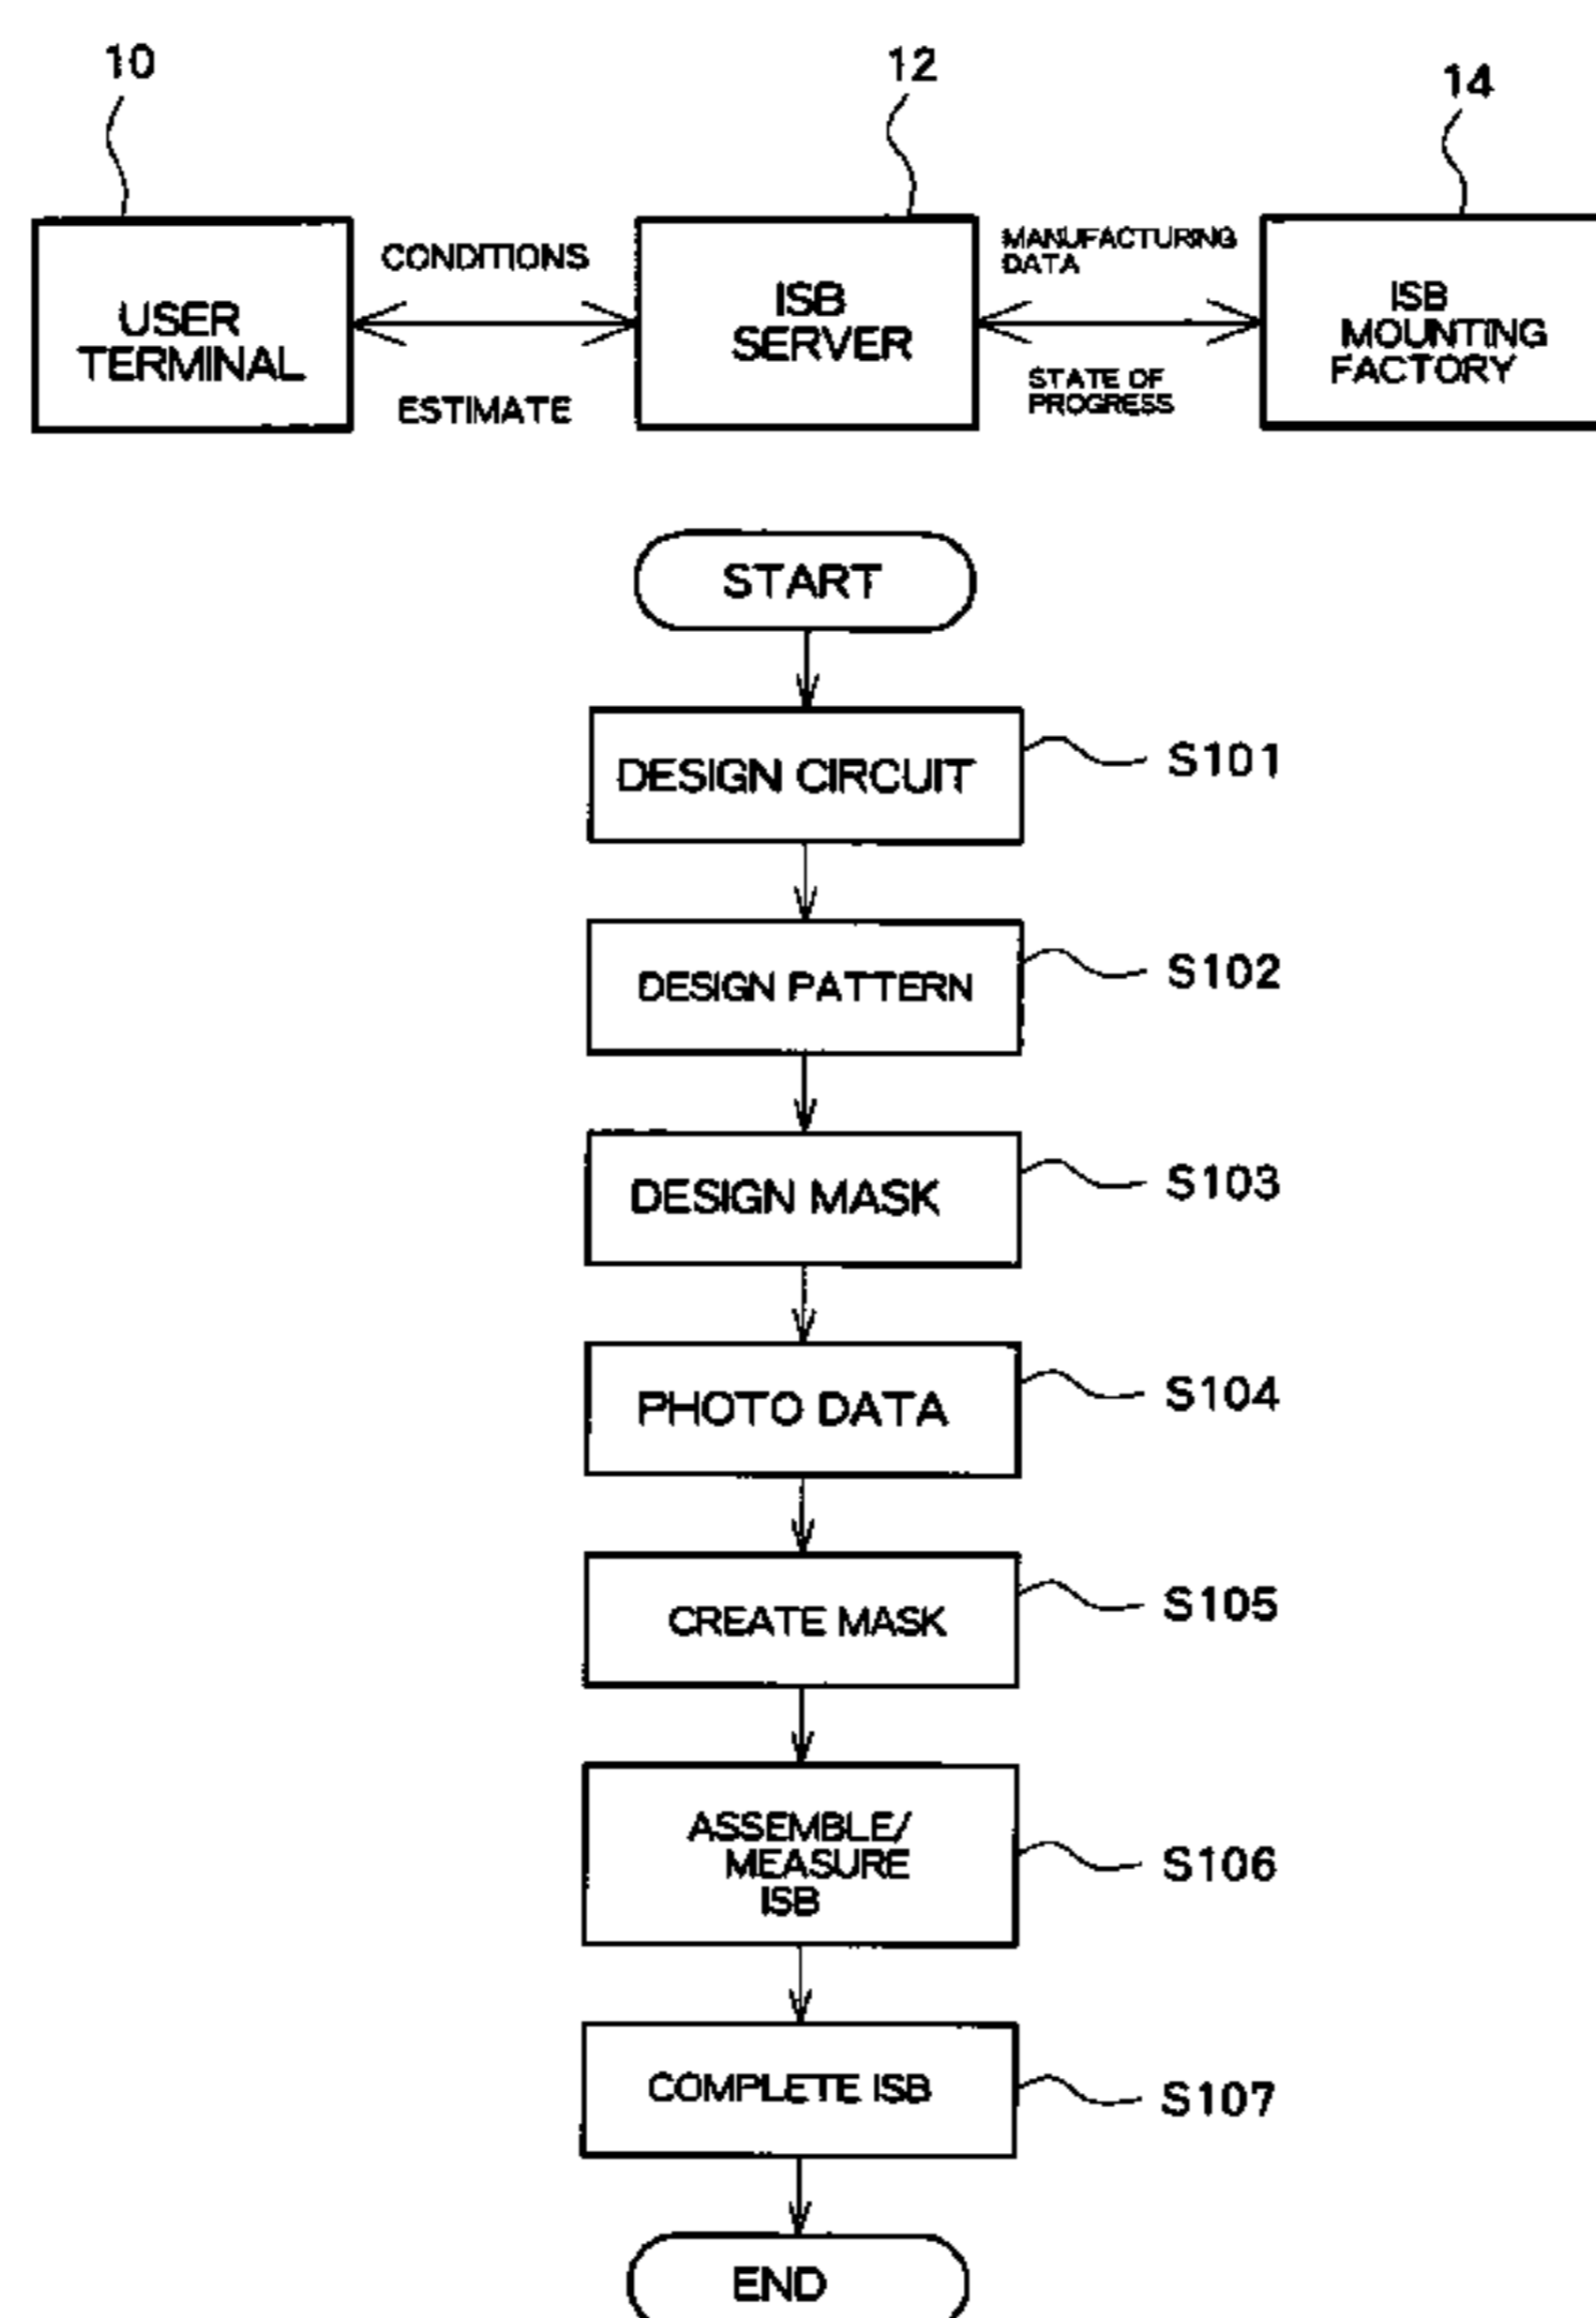 10
12
14
USER
TERMINAL
CONDITIONS
ESTIMATE
ISB
SERVER
MANUFACTURING
DATA
STATE OF
PROGRESS
ISB
MOUNTING
FACTORY
START
DESIGN CIRCUIT
S101
DESIGN PATTERN
S102
DESIGN MASK
S103
PHOTO DATA
S104
CREATE MASK
S105
ASSEMBLE/
MEASURE
ISB
S106
COMPLETE ISB
S107
END